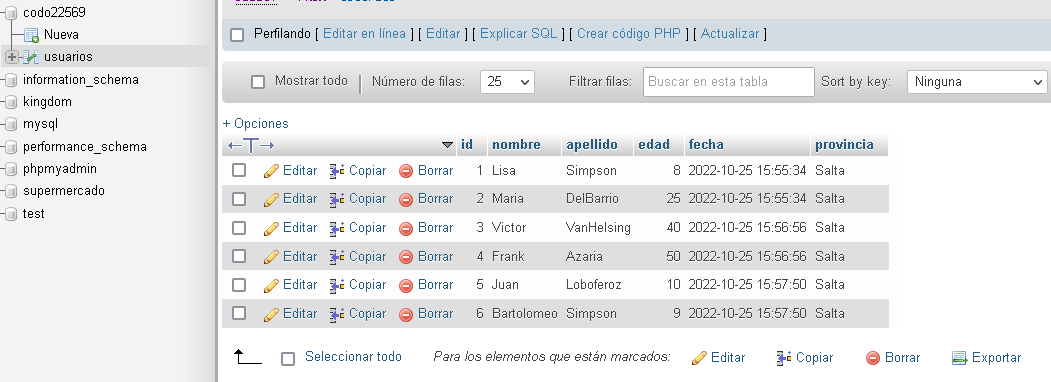 codo22569
Nueva
usuarios
information_schema
kingdom
mysql
performance_schema
phpmyadmin
supermercado
test
Perfilando [ Editar en línea ] [ Editar ] [ Explicar SQL ] [ Crear código PHP ] [ Actualizar ]
Mostrar todo | Número de filas: 25 Filtrar filas: Buscar en esta tabla Sort by key: Ninguna
+ Opciones
←T→ id nombre apellido edad fecha provincia
Editar Copiar Borrar 1 Lisa Simpson 8 2022-10-25 15:55:34 Salta
Editar Copiar Borrar 2 Maria DelBarrio 25 2022-10-25 15:55:34 Salta
Editar Copiar Borrar 3 Victor VanHelsing 40 2022-10-25 15:56:56 Salta
Editar Copiar Borrar 4 Frank Azaria 50 2022-10-25 15:56:56 Salta
Editar Copiar Borrar 5 Juan Loboferoz 10 2022-10-25 15:57:50 Salta
Editar Copiar Borrar 6 Bartolomeo Simpson 9 2022-10-25 15:57:50 Salta
Seleccionar todo Para los elementos que están marcados: Editar Copiar Borrar Exportar